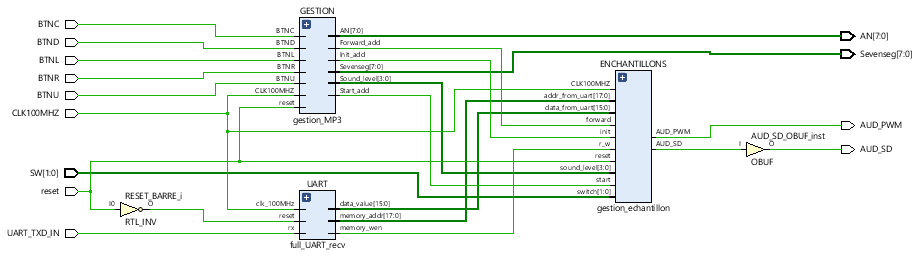 BTNC
BTND
BTNL
BTNR
BTNU
CLK100MHZ
SW[1:0]
reset
UART_TXD_IN
RESET_BARRE_i
I0
O
RTL_INV
GESTION
BTNC
BTND
BTNL
BTNR
BTNU
CLK100MHZ
reset
AN[7:0]
Forward_add
Init_add
Sevenseg[7:0]
Sound_level[3:0]
Start_add
gestion_MP3
UART
clk_100MHz
reset
rx
data_value[15:0]
memory_addr[17:0]
memory_wen
full_UART_recv
ENCHANTILLONS
CLK100MHZ
addr_from_uart[17:0]
data_from_uart[15:0]
forward
init
r_w
reset
sound_level[3:0]
start
switch[1:0]
AUD_PWM
AUD_SD
gestion_echantillon
AUD_SD_OBUF_inst
I
O
OBUF
AN[7:0]
Sevenseg[7:0]
AUD_PWM
AUD_SD